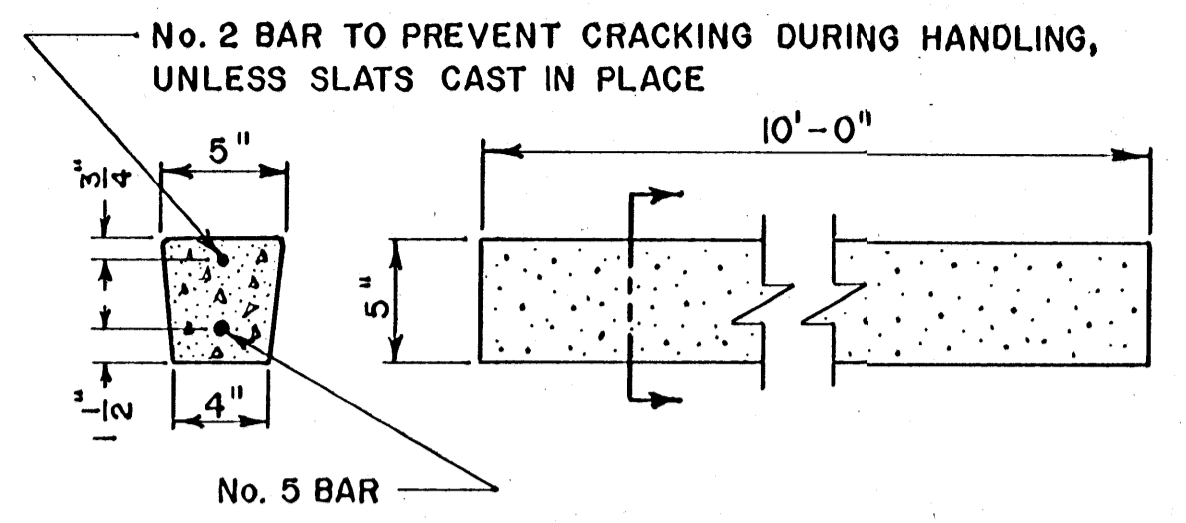 No. 2 BAR TO PREVENT CRACKING DURING HANDLING,
UNLESS SLATS CAST IN PLACE
10'-0"
5"
3/4"
5"
4"
1 1/2"
No. 5 BAR